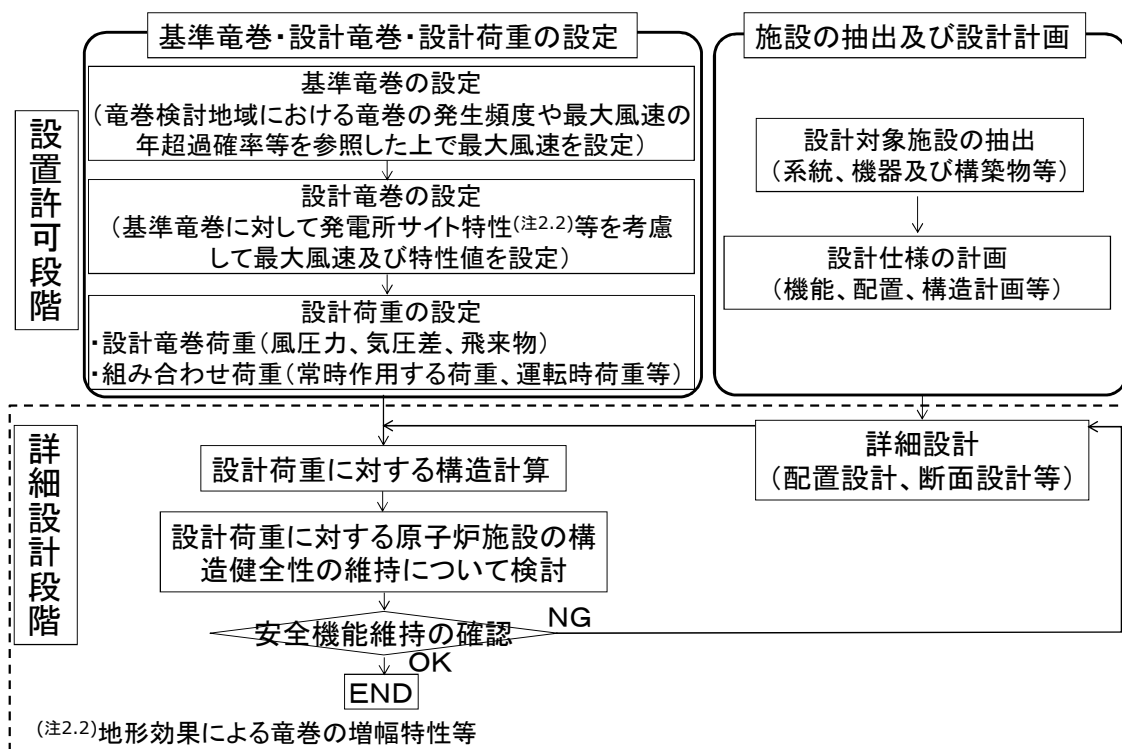 基準竜巻・設計竜巻・設計荷重の設定
施設の抽出及び設計計画
設置許可段階
基準竜巻の設定
(竜巻検討地域における竜巻の発生頻度や最大風速の
年超過確率等を参照した上で最大風速を設定)
設計竜巻の設定
(基準竜巻に対して発電所サイト特性(注2.2)等を考慮
して最大風速及び特性値を設定)
設計荷重の設定
・設計竜巻荷重(風圧力、気圧差、飛来物)
・組み合わせ荷重(常時作用する荷重、運転時荷重等)
設計対象施設の抽出
(系統、機器及び構築物等)
設計仕様の計画
(機能、配置、構造計画等)
詳細設計段階
詳細設計
(配置設計、断面設計等)
設計荷重に対する構造計算
設計荷重に対する原子炉施設の構
造健全性の維持について検討
安全機能維持の確認
NG
OK
END
(注2.2)地形効果による竜巻の増幅特性等